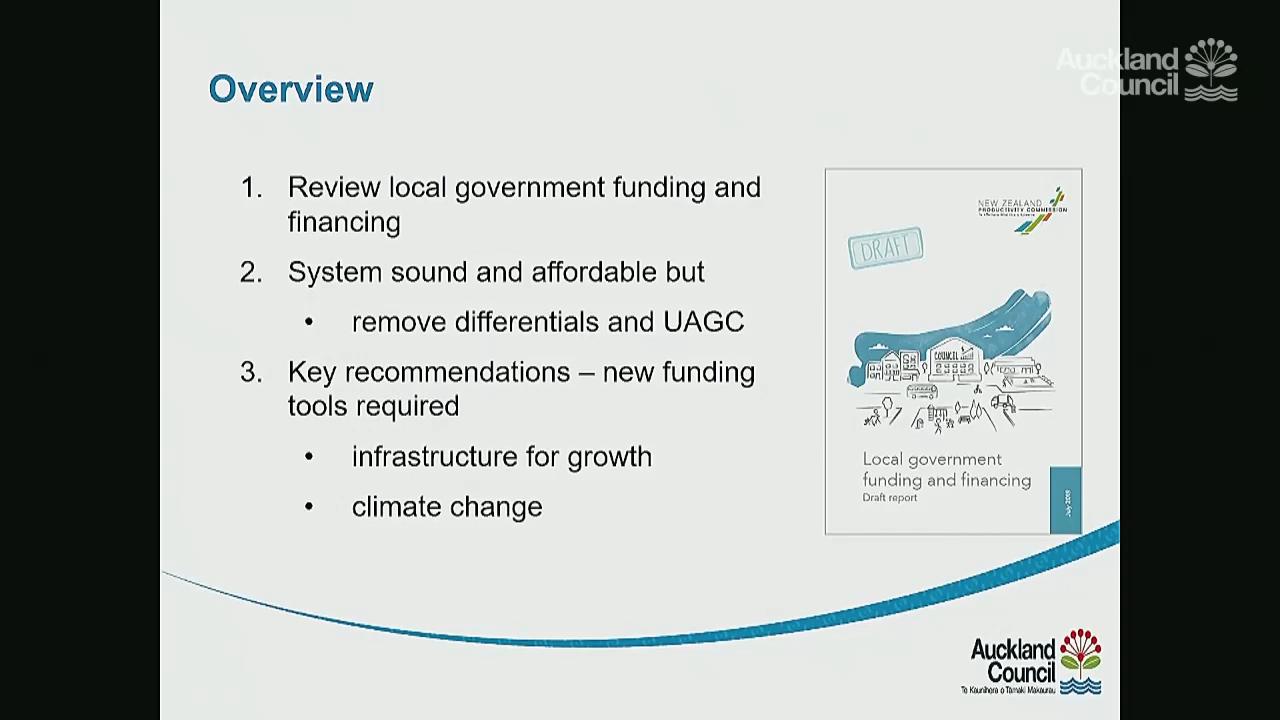 Auckland
Council
Overview
1. Review local government funding and
financing
2. System sound and affordable but
• remove differentials and UAGC
3. Key recommendations – new funding
tools required
• infrastructure for growth
• climate change
NEW ZEALAND
PRODUCTIVITY COMMISSION
DRAFT
COUNCIL
Local government
funding and financing
Draft report
July 2019
Auckland
Council
Te Kaunihera o Tāmaki Makaurau